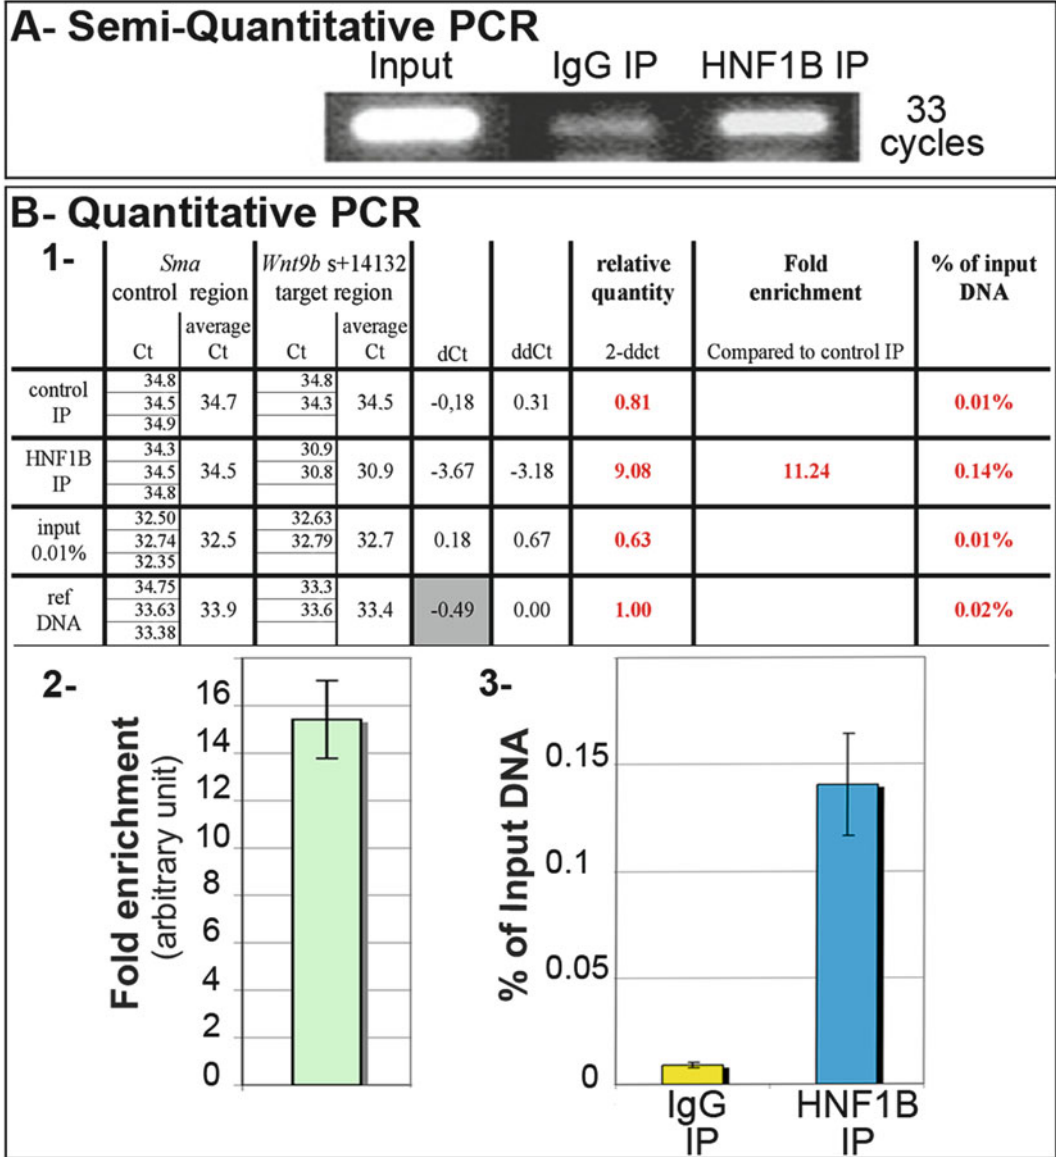 A- Semi-Quantitative PCR
Input IgG IP HNF1B IP
33
cycles
B- Quantitative PCR
1-
Sma
control region
Wnt9b s+14132
target region
relative
quantity
Fold
enrichment
% of input
DNA
Ct average Ct Ct average Ct dCt ddCt 2-ddct Compared to control IP
control
IP
34.8
34.5
34.9
34.7
34.8
34.3
34.5
-0,18
0.31
0.81
0.01%
HNF1B
IP
34.3
34.5
34.8
34.5
30.9
30.8
30.9
-3.67
-3.18
9.08
11.24
0.14%
input
0.01%
32.50
32.74
32.35
32.5
32.63
32.79
32.7
0.18
0.67
0.63
0.01%
ref
DNA
34.75
33.63
33.38
33.9
33.3
33.6
33.4
-0.49
0.00
1.00
0.02%
2-
Fold enrichment
(arbitrary unit)
16
14
12
10
8
6
4
2
0
3-
% of Input DNA
0.15
0.1
0.05
0
IgG
IP
HNF1B
IP